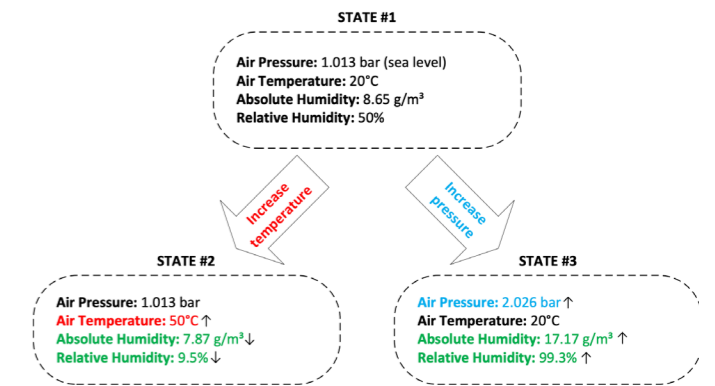 STATE #1
Air Pressure: 1.013 bar (sea level)
Air Temperature: 20°C
Absolute Humidity: 8.65 g/m³
Relative Humidity: 50%
Increase
temperature
Increase
pressure
STATE #2
Air Pressure: 1.013 bar
Air Temperature: 50°C ↑
Absolute Humidity: 7.87 g/m³↓
Relative Humidity: 9.5%↓
STATE #3
Air Pressure: 2.026 bar↑
Air Temperature: 20°C
Absolute Humidity: 17.17 g/m³ ↑
Relative Humidity: 99.3% ↑